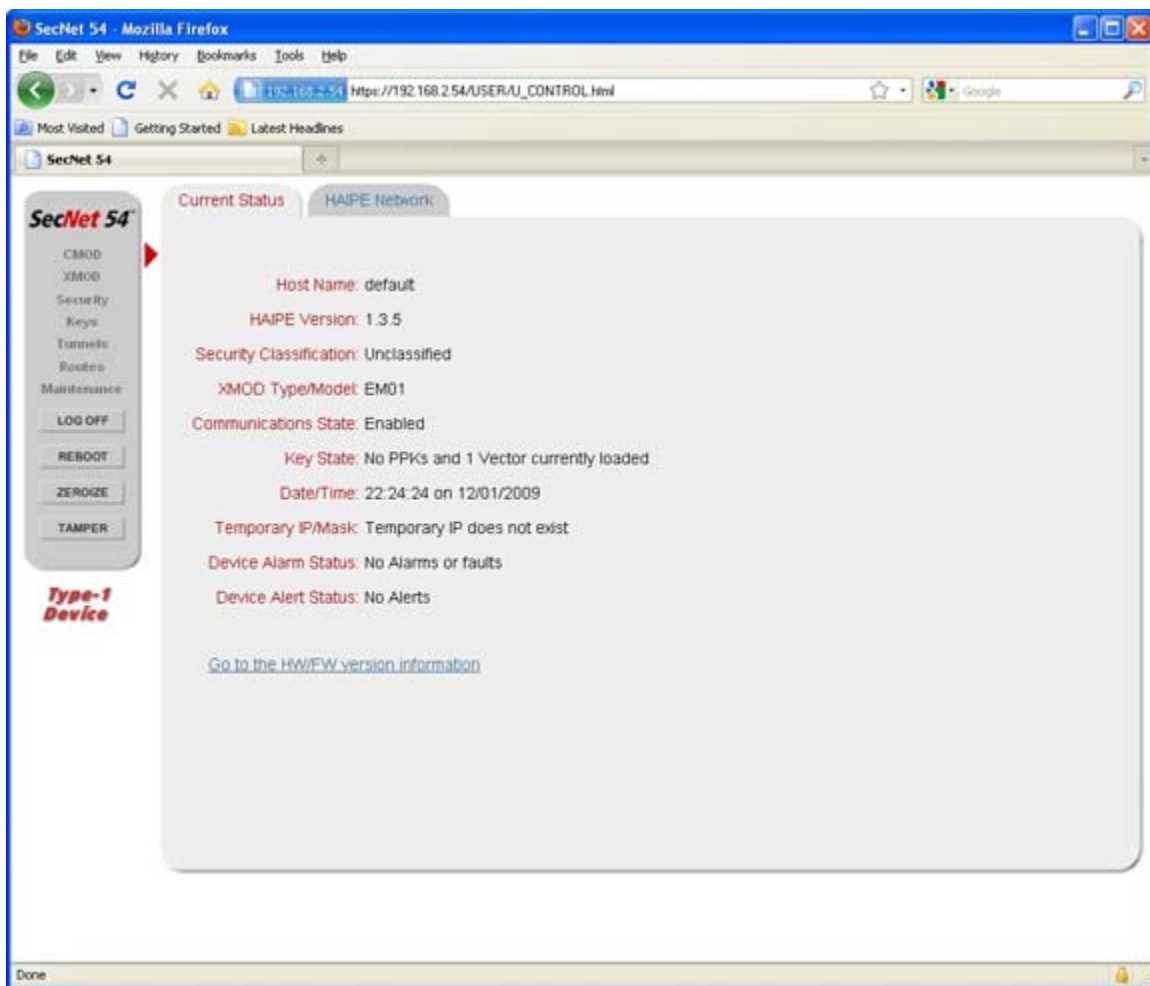 SecNet 54 - Mozilla Firefox
File Edit View History Bookmarks Tools Help
192.168.2.54 https://192.168.2.54/USER/U_CONTROL.html
Google
Most Visited Getting Started Latest Headlines
SecNet 54
SecNet 54™
CMOD
XMOD
Security
Keys
Tunnels
Routes
Maintenance
LOG OFF
REBOOT
ZEROIZE
TAMPER
Type-1
Device
Current Status HAIPE Network
Host Name: default
HAIPE Version: 1.3.5
Security Classification: Unclassified
XMOD Type/Model: EM01
Communications State: Enabled
Key State: No PPKs and 1 Vector currently loaded
Date/Time: 22:24:24 on 12/01/2009
Temporary IP/Mask: Temporary IP does not exist
Device Alarm Status: No Alarms or faults
Device Alert Status: No Alerts
Go to the HW/FW version information
Done